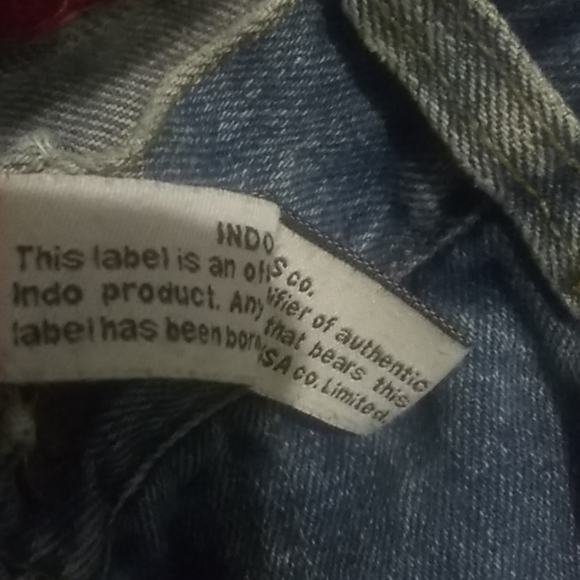 INDO S co.
This label is an of ifier of authentic
Indo product. Any that bears this
label has been born SA co.Limited.